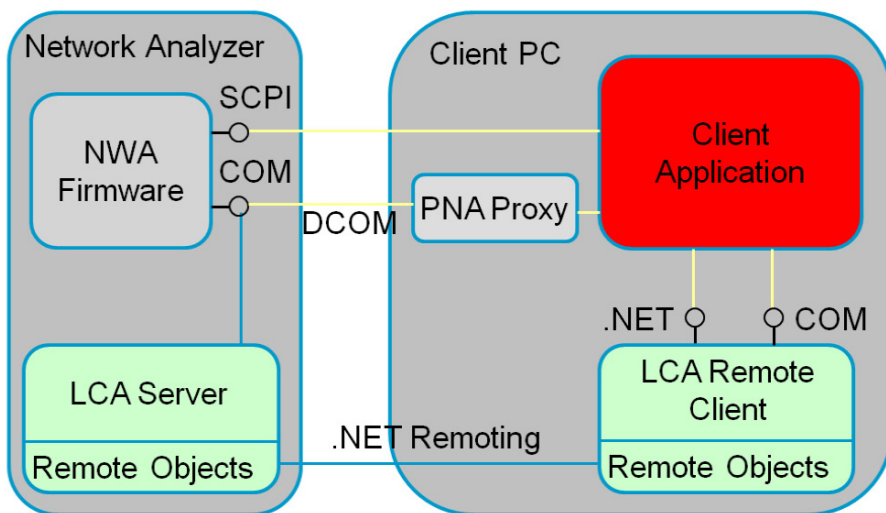 Network Analyzer
SCPI
NWA
Firmware
COM
LCA Server
Remote Objects
DCOM
.NET Remoting
Client PC
Client
Application
PNA Proxy
.NET
COM
LCA Remote
Client
Remote Objects